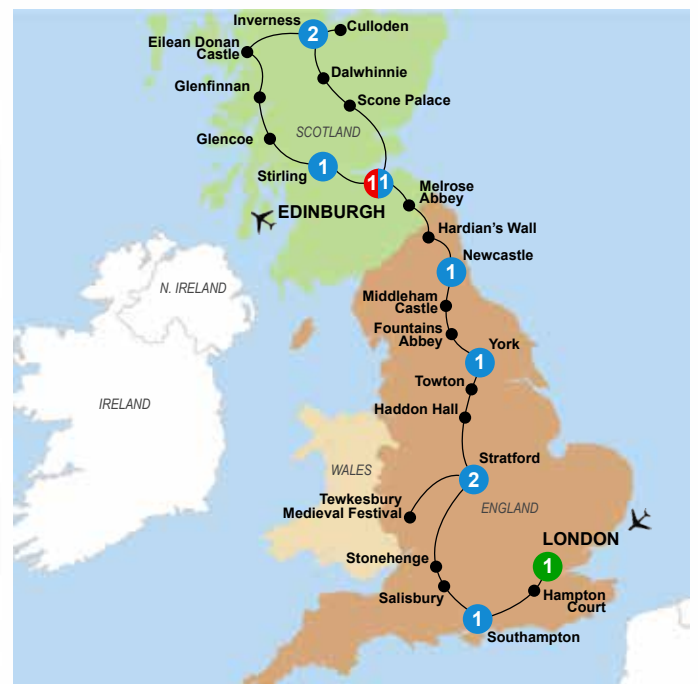 Inverness
2
Culloden
Eilean Donan
Castle
Dalwhinnie
Glenfinnan
Scone Palace
SCOTLAND
Glencoe
Stirling
1
1
1
EDINBURGH
Melrose
Abbey
Hardian's Wall
Newcastle
1
N. IRELAND
Middleham
Castle
Fountains
Abbey
York
1
Towton
IRELAND
Haddon Hall
Stratford
2
WALES
Tewkesbury
Medieval Festival
ENGLAND
LONDON
1
Stonehenge
Salisbury
Hampton
Court
1
Southampton